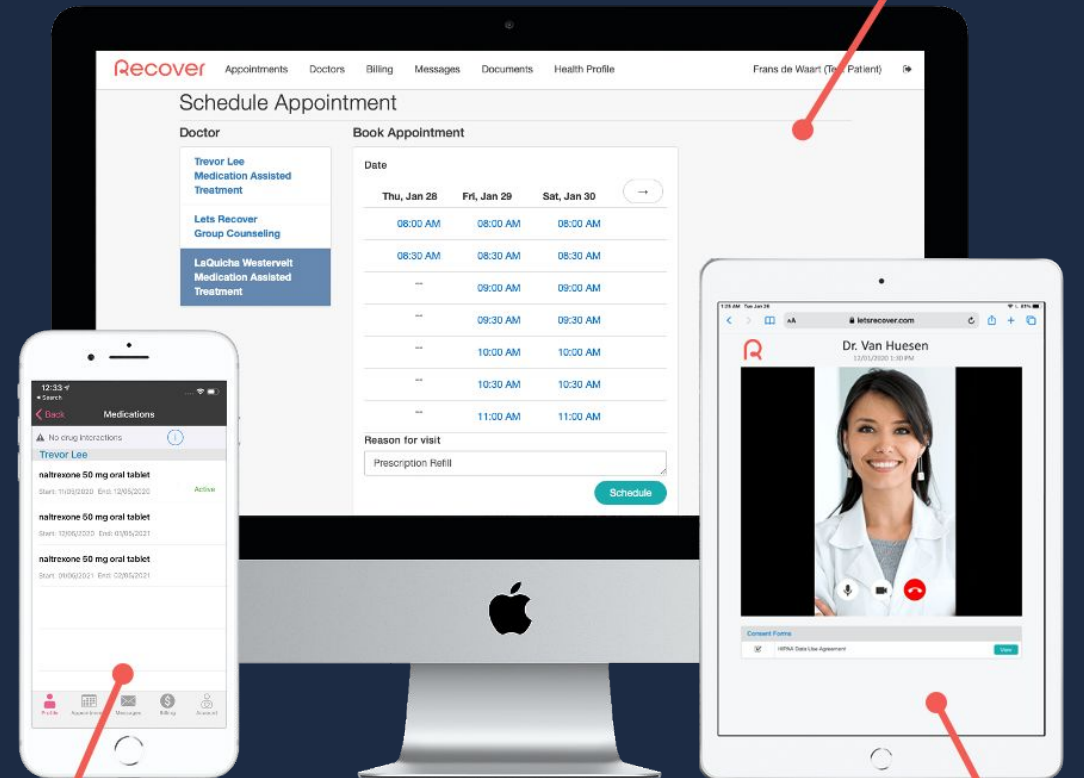 Recover Appointments Doctors Billing Messages Documents Health Profile Frans de Waart (Test Patient)
Schedule Appointment
Doctor
Trevor Lee
Medication Assisted
Treatment
Lets Recover
Group Counseling
LaQuicha Westervelt
Medication Assisted
Treatment
Book Appointment
Date
Thu, Jan 28 Fri, Jan 29 Sat, Jan 30 →
08:00 AM 08:00 AM 08:00 AM
08:30 AM 08:30 AM 08:30 AM
-- 09:00 AM 09:00 AM
-- 09:30 AM 09:30 AM
-- 10:00 AM 10:00 AM
-- 10:30 AM 10:30 AM
-- 11:00 AM 11:00 AM
Reason for visit
Prescription Refill
Schedule
12:33
Search
Back Medications
No drug interactions
Trevor Lee
naltrexone 50 mg oral tablet
Start: End: 12/05/2020 Active
naltrexone 50 mg oral tablet
Start: 12/06/2020 End: 01/05/2021
naltrexone 50 mg oral tablet
Start: 01/06/2021 End: 02/05/2021
Profile Appointments Messages Billing Account
Tue Jan 26
AA letsrecover.com
R Dr. Van Huesen
12/01/2020 1:30 PM
Consent Forms
HIPAA Data Use Agreement View